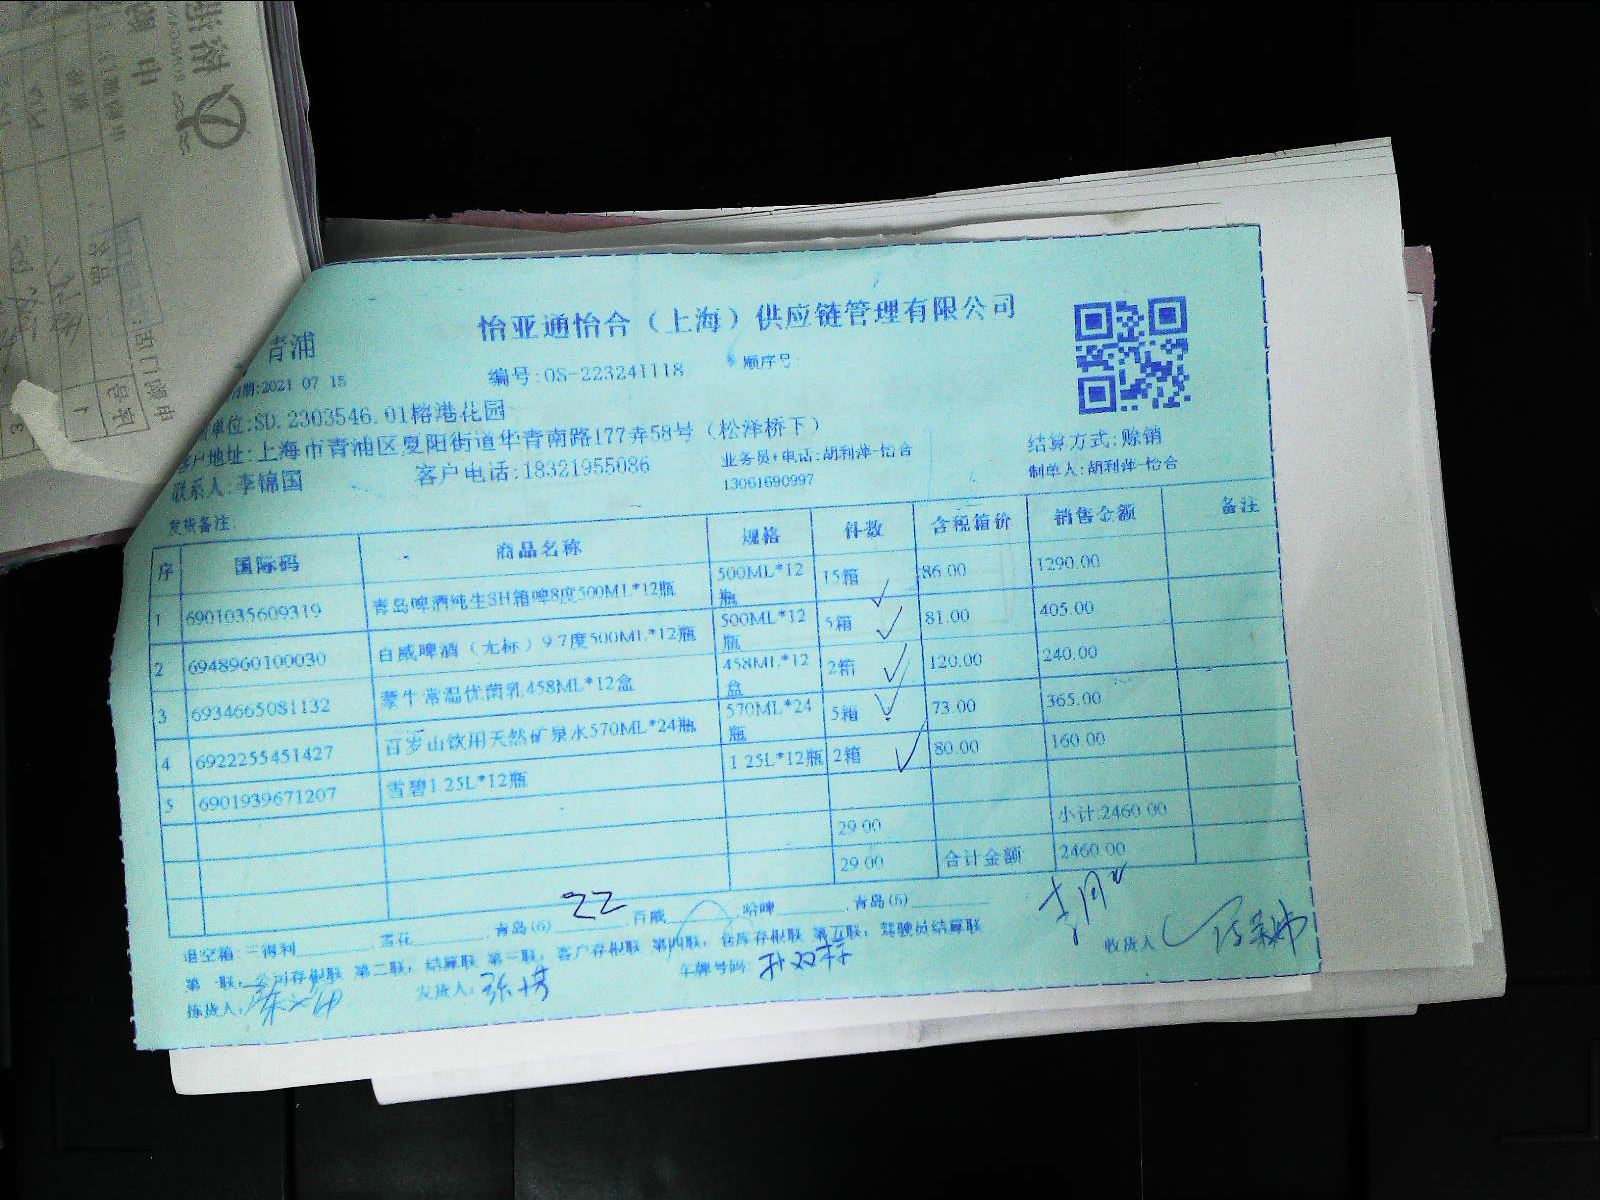 怡亚通怡合（上海）供应链管理有限公司
青浦
期:2021 07 18
编号:OS-223241118
顺序号:
单位:SD.2303546.01榕港花园
客户地址:上海市青浦区夏阳街道华青南路177弄58号（松泽桥下）
联系人:李锦国
客户电话:18321955086
业务员+电话:胡利萍-怡合
13061690997
结算方式:赊销
制单人:胡利萍-怡合
发货备注:
序 国际码 商品名称 规格 件数 含税箱价 销售金额 备注
1 6901035609319 青岛啤酒纯生SH箱啤8度500ML*12瓶 500ML*12瓶 15箱 86.00 1290.00
2 6948960100030 百威啤酒（无标）9.7度500ML*12瓶 500ML*12瓶 5箱 81.00 405.00
3 6934665081132 蒙牛常温优菌乳458ML*12盒 458ML*12盒 2箱 120.00 240.00
4 6922255451427 百岁山饮用天然矿泉水570ML*24瓶 570ML*24瓶 5箱 73.00 365.00
5 6901939671207 雪碧1.25L*12瓶 1.25L*12瓶 2箱 80.00 160.00
29.00 小计:2460.00
29.00 合计金额 2460.00
退空箱:三得利 雪花 青岛(6) 22 百威 哈啤 青岛(5)
第一联：公司存根联 第二联：结算联 第三联：客户存根联 第四联：仓库存根联 第五联：驾驶员结算联
拣货人: 发货人: 车牌号码: 收货人